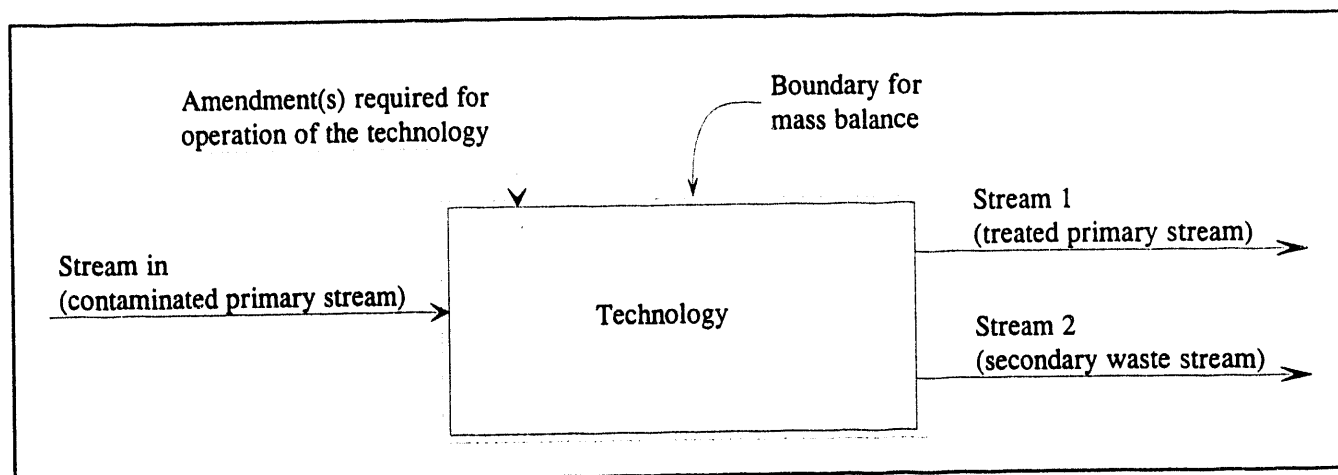 Amendment(s) required for
operation of the technology
Boundary for
mass balance
Stream in
(contaminated primary stream)
Technology
Stream 1
(treated primary stream)
Stream 2
(secondary waste stream)